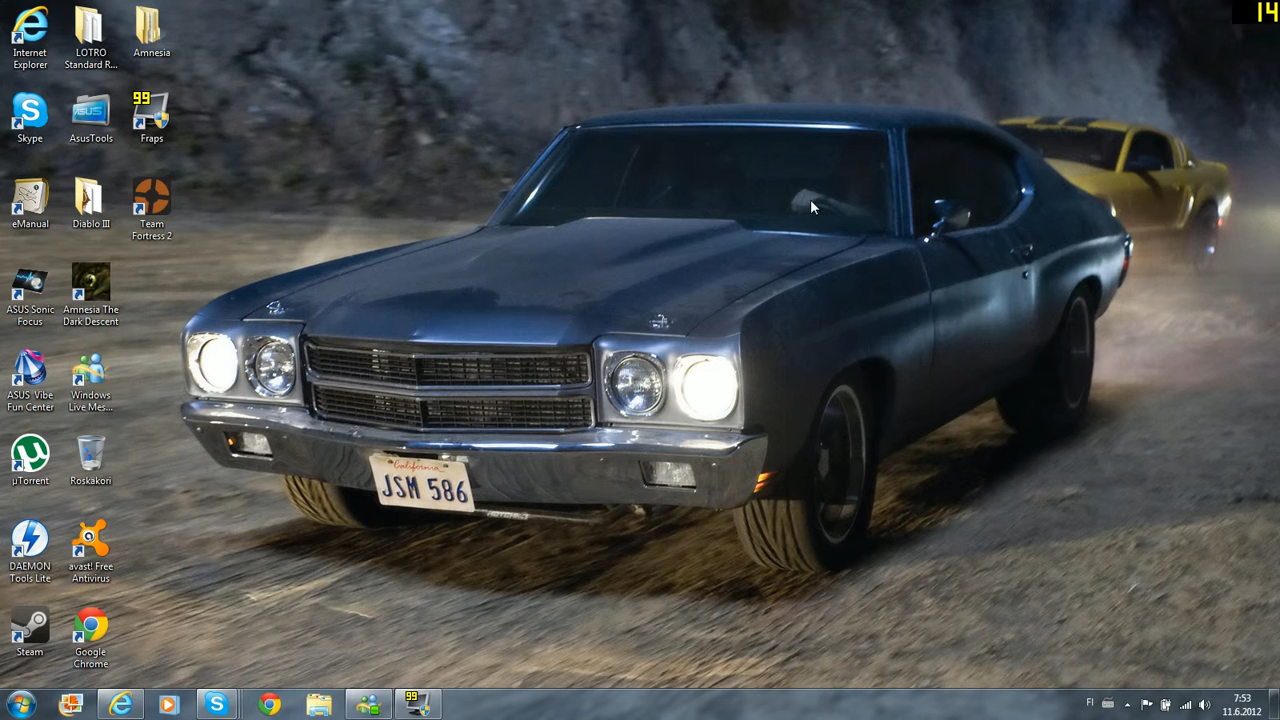 14
Internet
Explorer
LOTRO
Standard R...
Amnesia
Skype
ASUS
AsusTools
99
Fraps
eManual
Diablo III
Team
Fortress 2
ASUS Sonic
Focus
Amnesia The
Dark Descent
ASUS Vibe
Fun Center
Windows
Live Mes...
µTorrent
Roskakori
DAEMON
Tools Lite
avast! Free
Antivirus
Steam
Google
Chrome
California
JSM 586
99
FI
7:53
11.6.2012